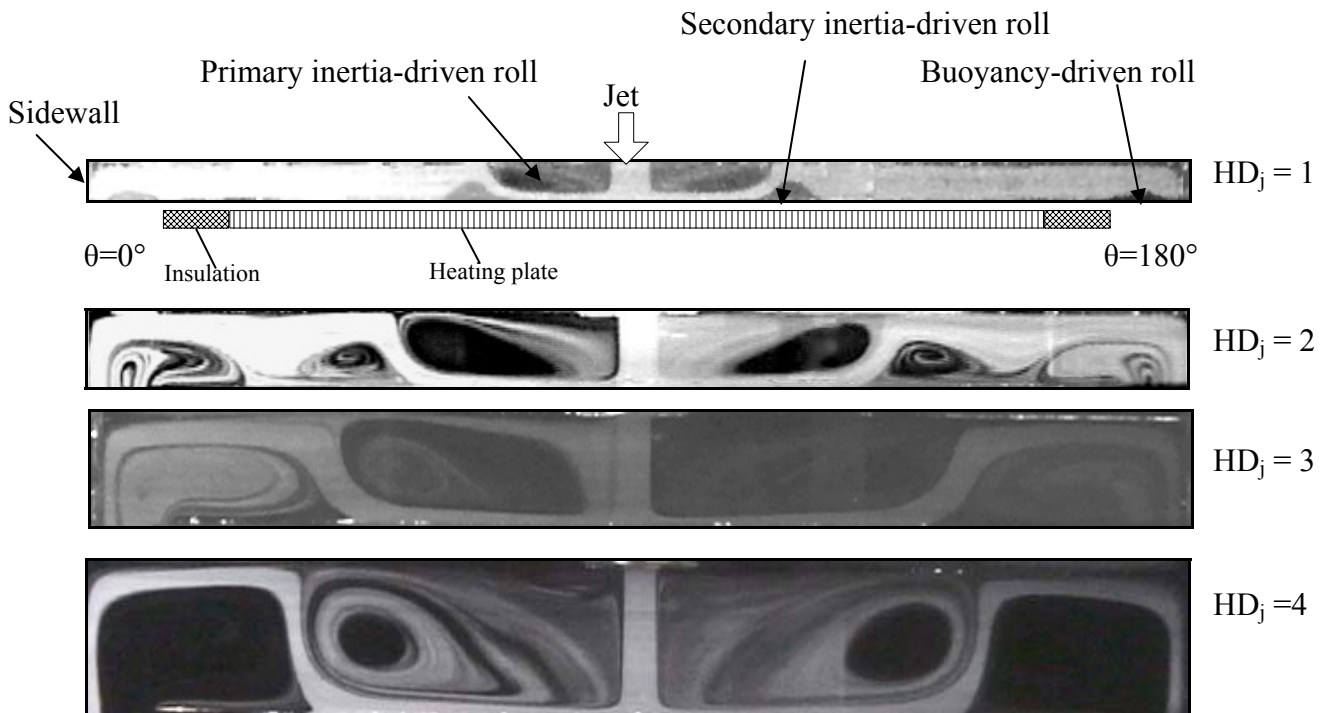 Secondary inertia-driven roll
Primary inertia-driven roll
Buoyancy-driven roll
Jet
Sidewall
HDj = 1
θ=0°
θ=180°
Insulation
Heating plate
HDj = 2
HDj = 3
HDj =4